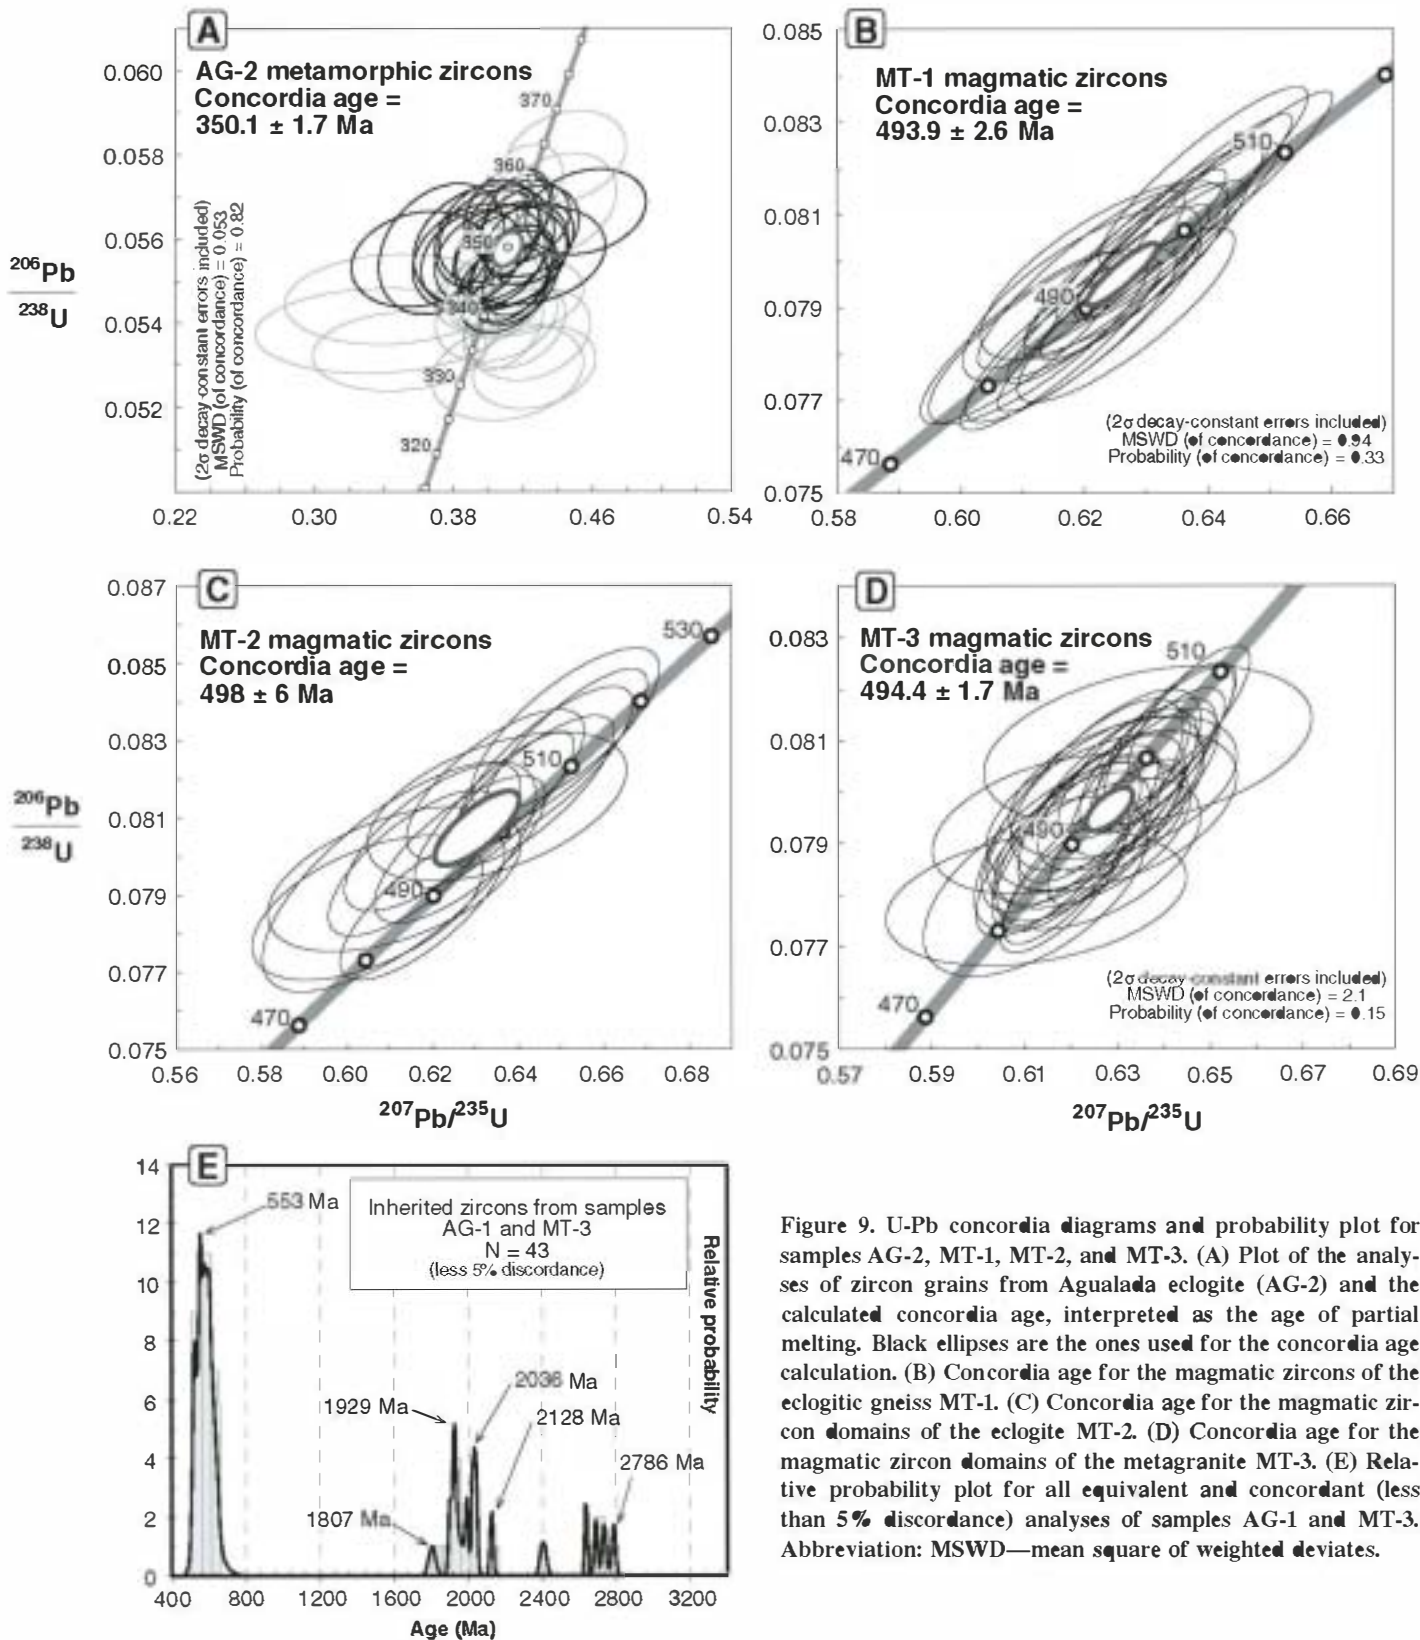 A
AG-2 metamorphic zircons
Concordia age =
350.1 ± 1.7 Ma
(2σ decay-constant errors included)
MSWD (of concordance) = 0.053
Probability (of concordance) = 0.82
0.060
0.058
0.056
0.054
0.052
206Pb
238U
370
360
350
340
330
320
0.22
0.30
0.38
0.46
0.54
B
MT-1 magmatic zircons
Concordia age =
493.9 ± 2.6 Ma
0.085
0.083
0.081
0.079
0.077
0.075
510
490
470
(2σ decay-constant errors included)
MSWD (of concordance) = 0.94
Probability (of concordance) = 0.33
0.58
0.60
0.62
0.64
0.66
C
MT-2 magmatic zircons
Concordia age =
498 ± 6 Ma
0.087
0.085
0.083
0.081
0.079
0.077
0.075
206Pb
238U
530
510
490
470
0.56
0.58
0.60
0.62
0.64
0.66
0.68
207Pb/235U
D
MT-3 magmatic zircons
Concordia age =
494.4 ± 1.7 Ma
0.083
0.081
0.079
0.077
0.075
510
490
470
(2σ decay-constant errors included)
MSWD (of concordance) = 2.1
Probability (of concordance) = 0.15
0.57
0.59
0.61
0.63
0.65
0.67
0.69
207Pb/235U
E
14
12
10
8
6
4
2
0
553 Ma
Inherited zircons from samples
AG-1 and MT-3
N = 43
(less 5% discordance)
Relative probability
1929 Ma
2036 Ma
2128 Ma
2786 Ma
1807 Ma
400
800
1200
1600
2000
2400
2800
3200
Age (Ma)
Figure 9. U-Pb concordia diagrams and probability plot for
samples AG-2, MT-1, MT-2, and MT-3. (A) Plot of the analy-
ses of zircon grains from Agualada eclogite (AG-2) and the
calculated concordia age, interpreted as the age of partial
melting. Black ellipses are the ones used for the concordia age
calculation. (B) Concordia age for the magmatic zircons of the
eclogitic gneiss MT-1. (C) Concordia age for the magmatic zir-
con domains of the eclogite MT-2. (D) Concordia age for the
magmatic zircon domains of the metagranite MT-3. (E) Rela-
tive probability plot for all equivalent and concordant (less
than 5% discordance) analyses of samples AG-1 and MT-3.
Abbreviation: MSWD—mean square of weighted deviates.